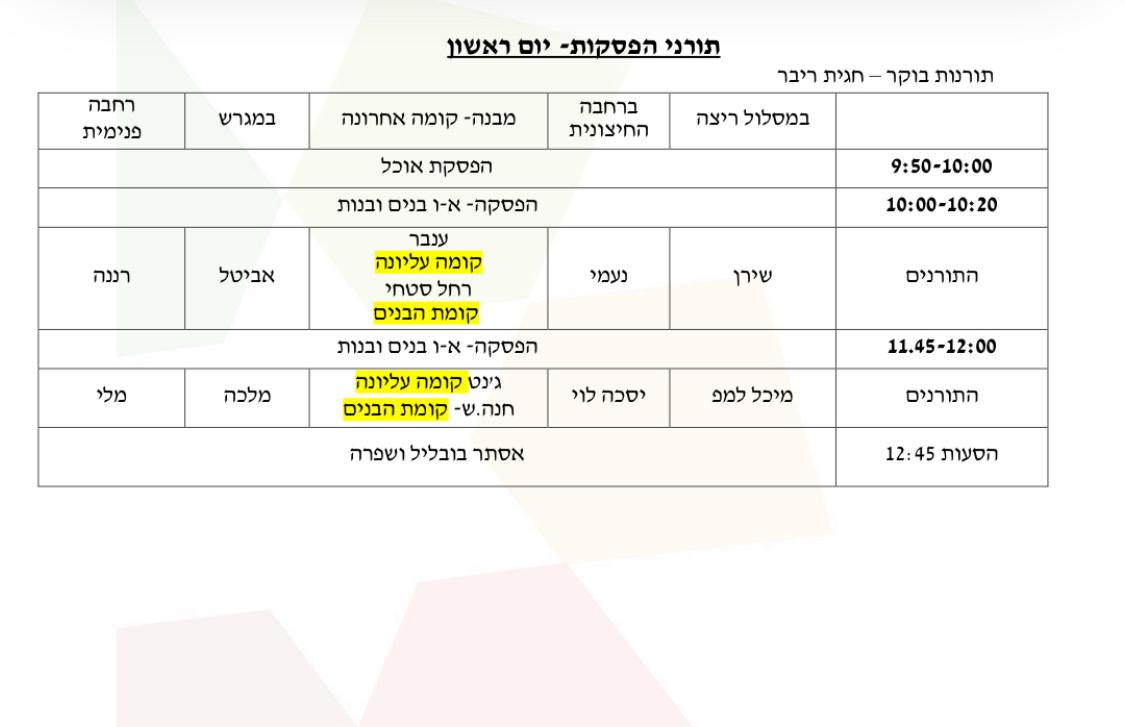 תורני הפסקות- יום ראשון
תורנות בוקר – חגית ריבר
במסלול ריצה
ברחבה
החיצונית
מבנה- קומה אחרונה
במגרש
רחבה
פנימית
9:50-10:00
הפסקת אוכל
10:00-10:20
הפסקה- א-ו בנים ובנות
התורנים
שירן
נעמי
ענבר
קומה עליונה
רחל סטחי
קומת הבנים
אביטל
רננה
11.45-12:00
הפסקה- א-ו בנים ובנות
התורנים
מיכל למפ
יסכה לוי
ג'נט קומה עליונה
חנה.ש- קומת הבנים
מלכה
מלי
הסעות 12:45
אסתר בובליל ושפרה